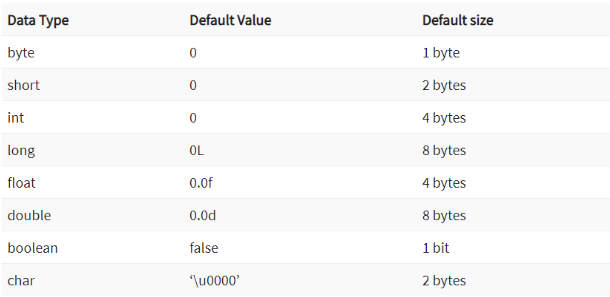 Data Type Default Value Default size
byte 0 1 byte
short 0 2 bytes
int 0 4 bytes
long 0L 8 bytes
float 0.0f 4 bytes
double 0.0d 8 bytes
boolean false 1 bit
char ‘\u0000’ 2 bytes